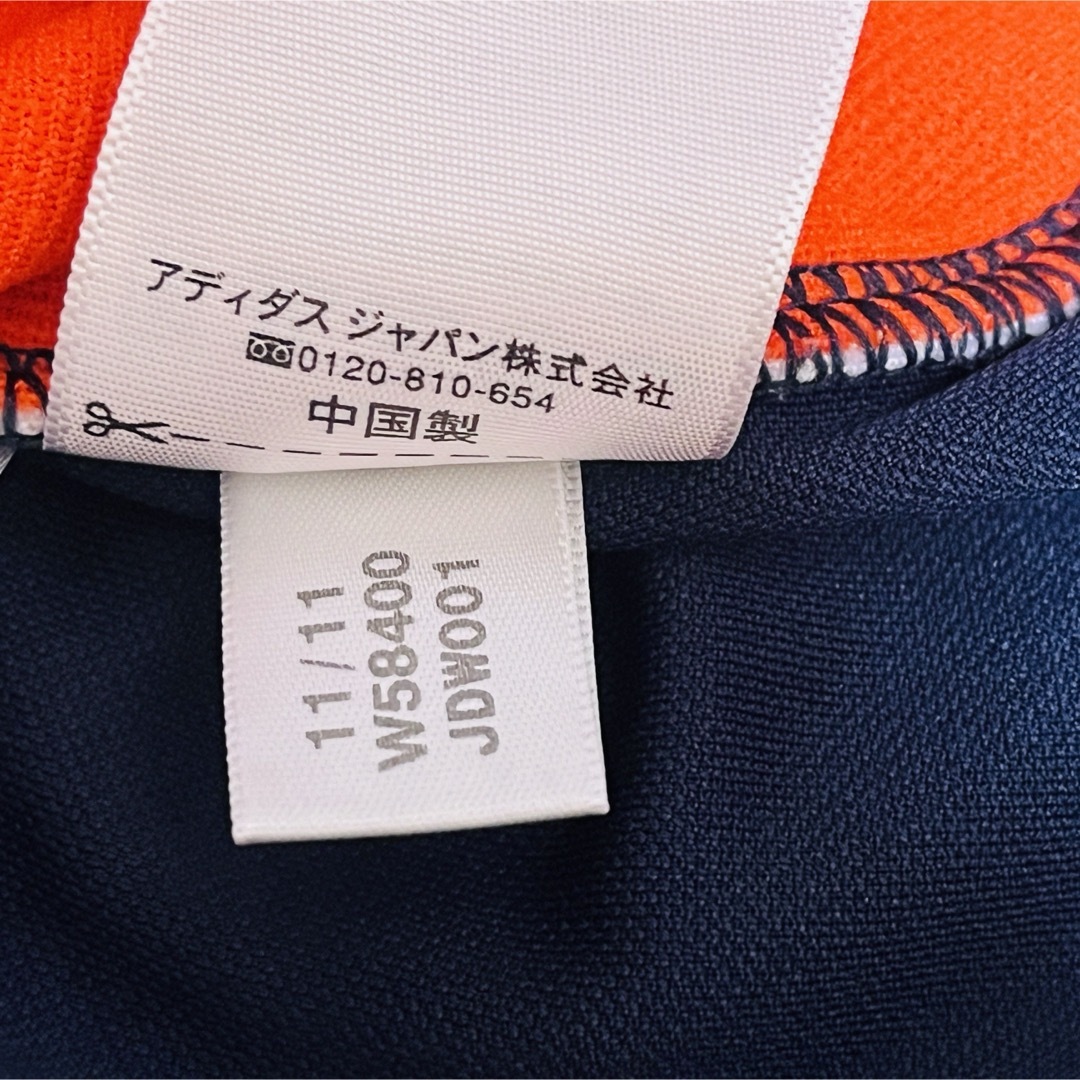 アディダス ジャパン株式会社
0120-810-654
中国製
11/11
W58400
JDW001